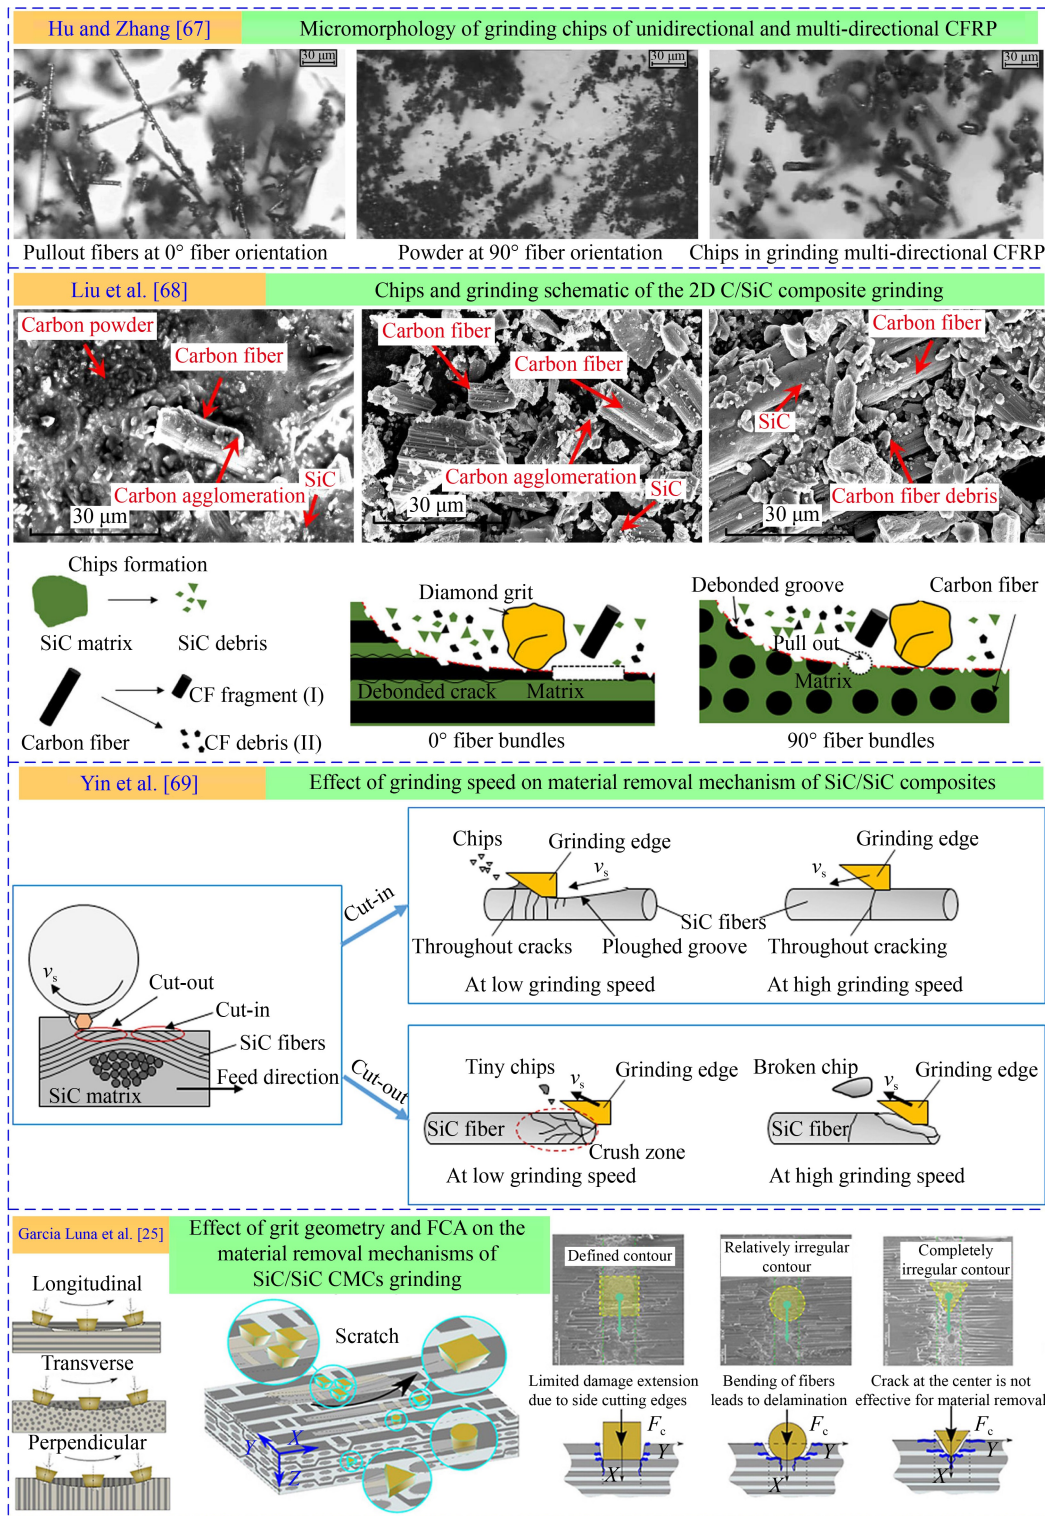 Hu and Zhang [67]
Micromorphology of grinding chips of unidirectional and multi-directional CFRP
30 μm
30 μm
30 μm
Pullout fibers at 0° fiber orientation
Powder at 90° fiber orientation
Chips in grinding multi-directional CFRP
Liu et al. [68]
Chips and grinding schematic of the 2D C/SiC composite grinding
Carbon powder
Carbon fiber
Carbon agglomeration
SiC
30 μm
Carbon fiber
Carbon fiber
Carbon agglomeration
SiC
30 μm
Carbon fiber
SiC
Carbon fiber debris
30 μm
Chips formation
SiC matrix
SiC debris
Carbon fiber
CF fragment (I)
CF debris (II)
Diamond grit
Debonded crack
Matrix
0° fiber bundles
Debonded groove
Carbon fiber
Pull out
Matrix
90° fiber bundles
Yin et al. [69]
Effect of grinding speed on material removal mechanism of SiC/SiC composites
vs
Cut-out
Cut-in
SiC fibers
Feed direction
SiC matrix
Cut-in
Cut-out
Chips
Grinding edge
vs
SiC fibers
Throughout cracks
Ploughed groove
At low grinding speed
Grinding edge
vs
Throughout cracking
At high grinding speed
Tiny chips
vs
Grinding edge
SiC fiber
Crush zone
At low grinding speed
Broken chip
vs
Grinding edge
SiC fiber
At high grinding speed
Garcia Luna et al. [25]
Effect of grit geometry and FCA on the
material removal mechanisms of
SiC/SiC CMCs grinding
Longitudinal
Transverse
Perpendicular
Scratch
Y
X
Z
Defined contour
Relatively irregular
contour
Completely
irregular contour
Limited damage extension
due to side cutting edges
Bending of fibers
leads to delamination
Crack at the center is not
effective for material removal
Fc
Y
X
Fc
Y
X
Fc
Y
X